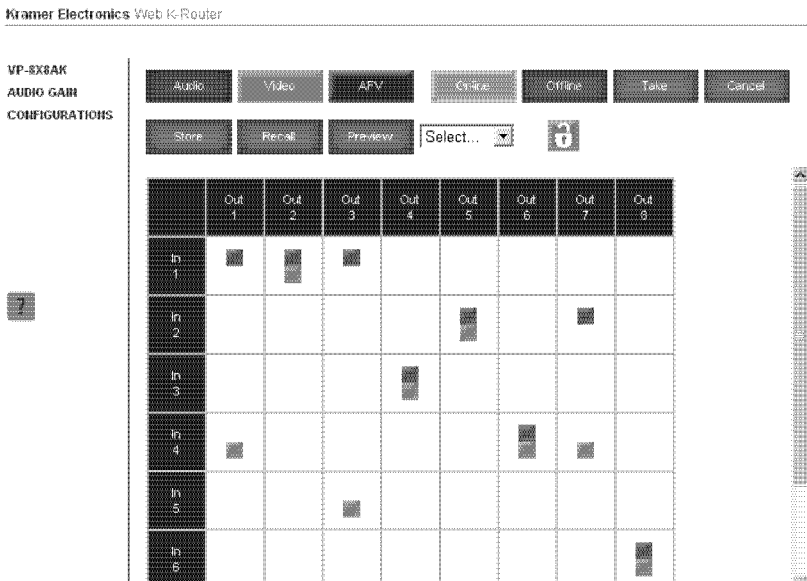 Kramer Electronics Web K-Router
VP-8X8AK
AUDIO GAIN
CONFIGURATIONS
Audio Video AFV Online Offline Take Cancel
Store Recall Preview Select...
Out 1 Out 2 Out 3 Out 4 Out 5 Out 6 Out 7 Out 8
In 1
In 2
In 3
In 4
In 5
In 6
?